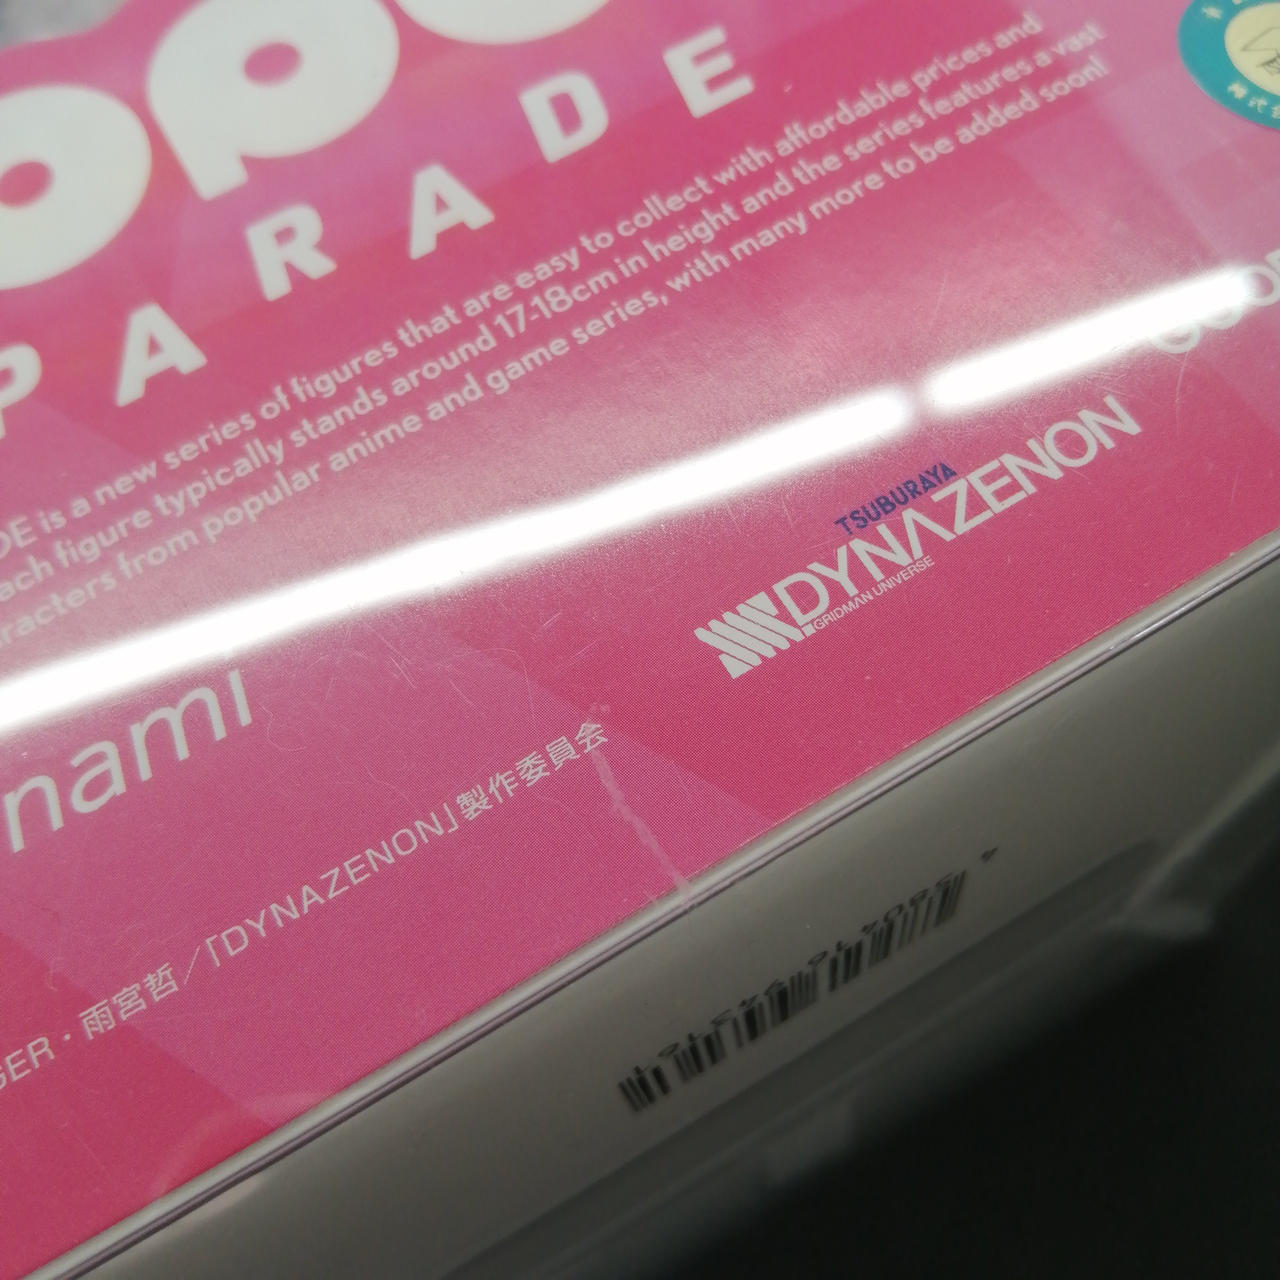 PARADE
DE is a new series of figures that are easy to collect with affordable prices and
ach figure typically stands around 17-18cm in height and the series features a vast
aracters from popular anime and game series, with many more to be added soon!
TSUBURAYA
DYNAZENON
GRIDMAN UNIVERSE
nami
GER・雨宮哲／「DYNAZENON」製作委員会